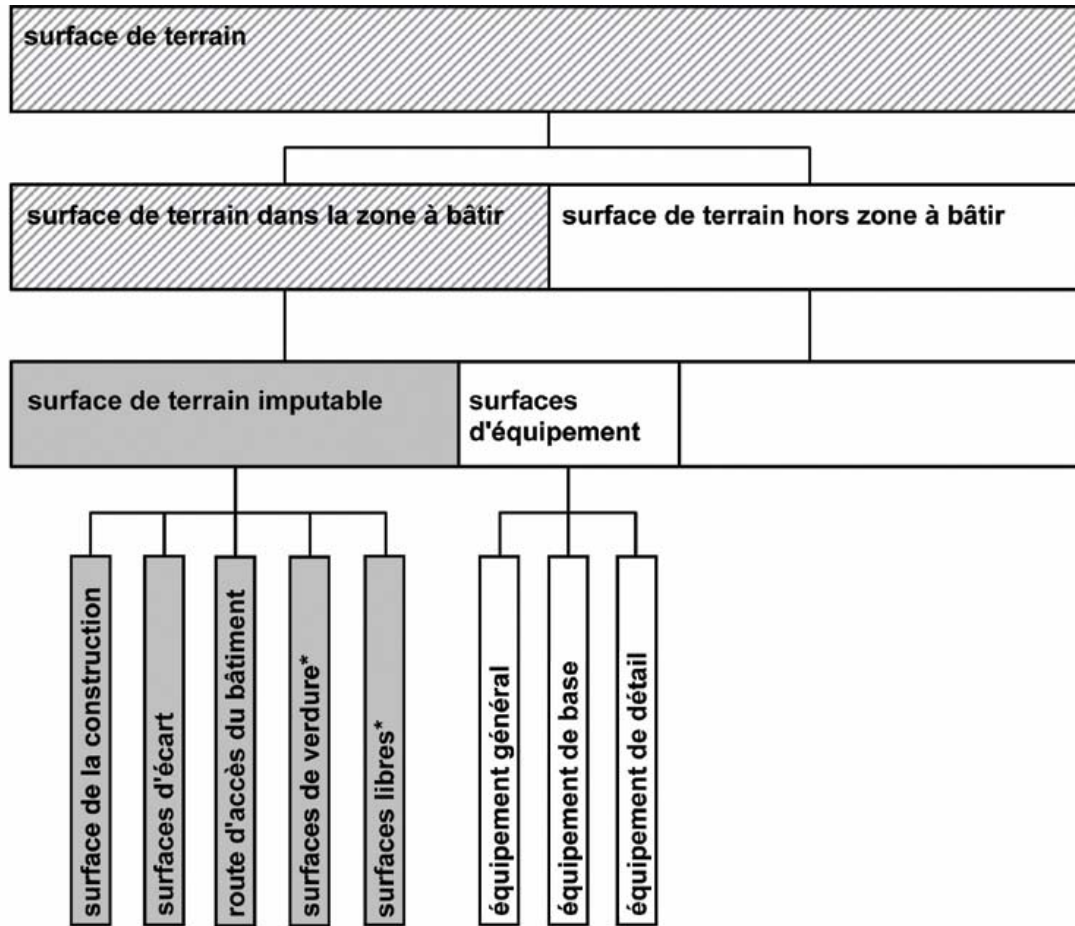 surface de terrain
surface de terrain dans la zone à bâtir
surface de terrain hors zone à bâtir
surface de terrain imputable
surfaces
d'équipement
surface de la construction
surfaces d'écart
route d'accès du bâtiment
surfaces de verdure*
surfaces libres*
équipement général
équipement de base
équipement de détail